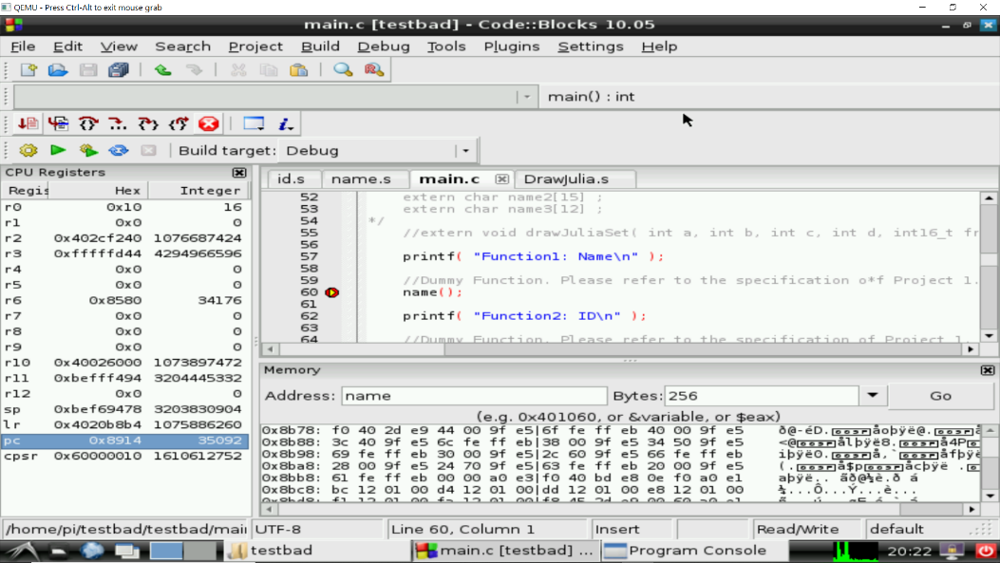 QEMU - Press Ctrl-Alt to exit mouse grab
main.c [testbad] - Code::Blocks 10.05
File Edit View Search Project Build Debug Tools Plugins Settings Help
main() : int
Build target: Debug
CPU Registers
Regis Hex Integer
r0 0x10 16
r1 0x0 0
r2 0x402cf240 1076687424
r3 0xfffffd44 4294966596
r4 0x0 0
r5 0x0 0
r6 0x8580 34176
r7 0x0 0
r8 0x0 0
r9 0x0 0
r10 0x40026000 1073897472
r11 0xbefff494 3204445332
r12 0x0 0
sp 0xbef69478 3203830904
lr 0x4020b8b4 1075886260
pc 0x8914 35092
cpsr 0x60000010 1610612752
id.s name.s main.c DrawJulia.s
52 extern char name2[15] ;
53 extern char name3[12] ;
54 */
55 //extern void drawJuliaSet( int a, int b, int c, int d, int16_t fr
56
57 printf( "Function1: Name\n" );
58
59 //Dummy Function. Please refer to the specification o*f Project 1.
60 name();
61
62 printf( "Function2: ID\n" );
63
64 //Dummy Function. Please refer to the specification of Project 1.
Memory
Address: name Bytes: 256 Go
(e.g. 0x401060, or &variable, or $eax)
0x8b78: f0 40 2d e9 44 00 9f e5|6f fe ff eb 40 00 9f e5
0x8b88: 3c 40 9f e5 6c fe ff eb|38 00 9f e5 34 50 9f e5
0x8b98: 69 fe ff eb 30 00 9f e5|2c 60 9f e5 66 fe ff eb
0x8ba8: 28 00 9f e5 24 70 9f e5|63 fe ff eb 20 00 9f e5
0x8bb8: 61 fe ff eb 00 00 a0 e3|f0 40 bd e8 0e f0 a0 e1
0x8bc8: bc 12 01 00 d4 12 01 00|dd 12 01 00 e8 12 01 00
/home/pi/testbad/testbad/mai UTF-8 Line 60, Column 1 Insert Read/Write default
testbad main.c [testbad] ... Program Console 20:22